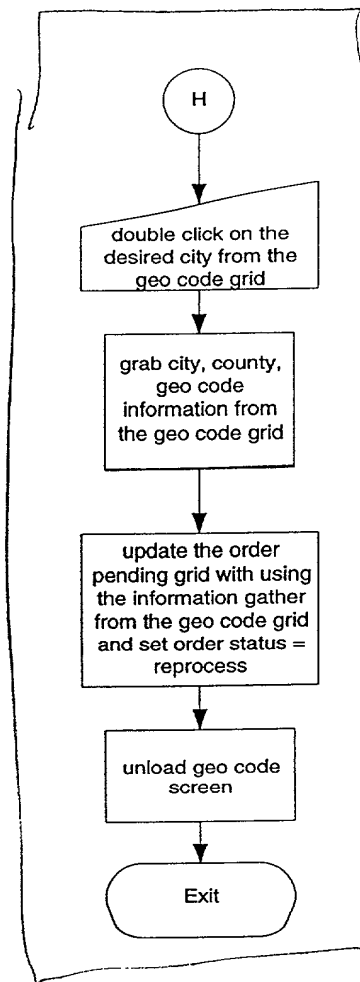 H
double click on the
desired city from the
geo code grid
grab city, county,
geo code
information from
the geo code grid
update the order
pending grid with using
the information gather
from the geo code grid
and set order status =
reprocess
unload geo code
screen
Exit